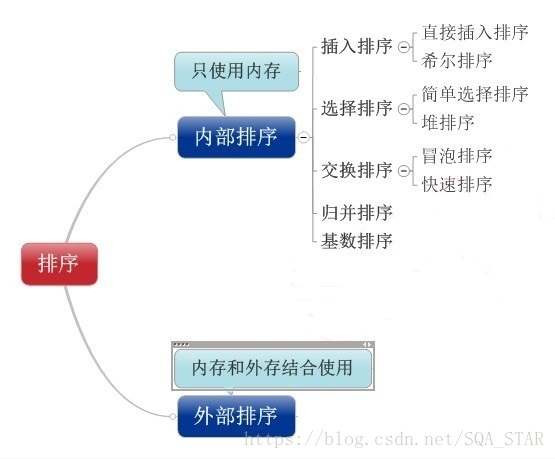 直接插入排序
插入排序
希尔排序
只使用内存
简单选择排序
选择排序
堆排序
内部排序
冒泡排序
交换排序
快速排序
归并排序
基数排序
排序
内存和外存结合使用
外部排序
https://blog.csdn.net/SQA_STAR